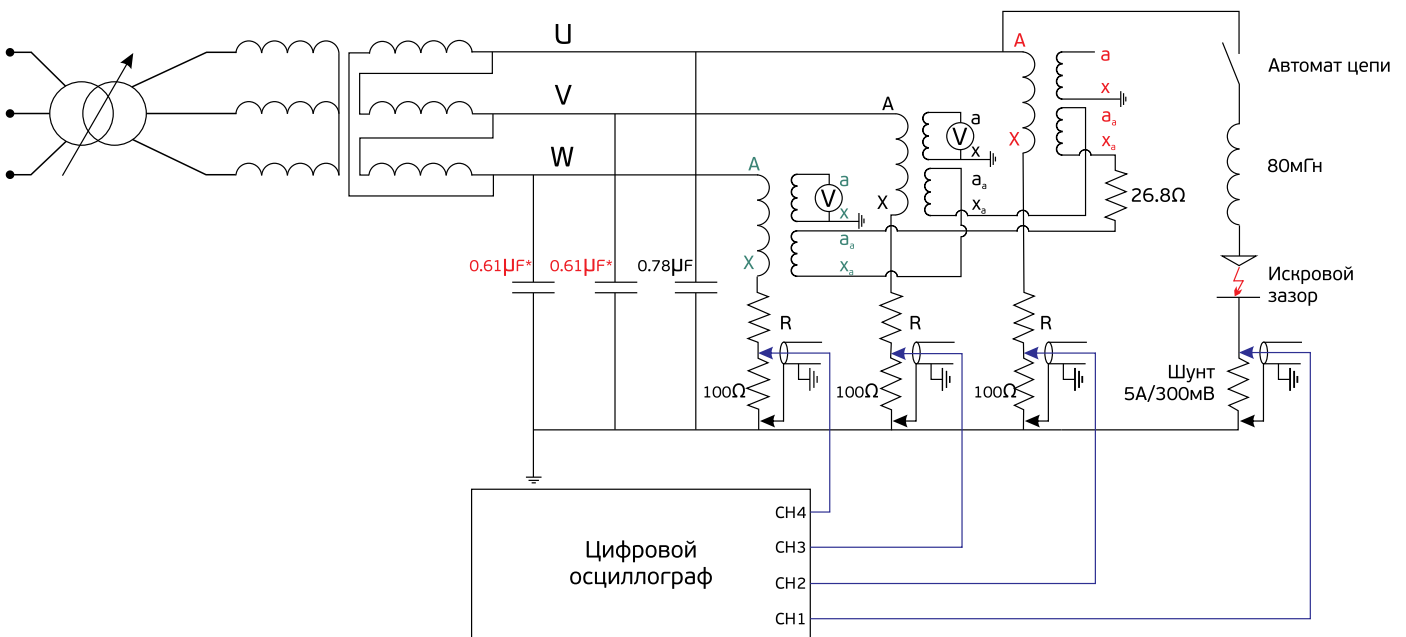 U
V
W
A
a
x
X
aₐ
xₐ
Автомат цепи
80мГн
26.8Ω
Искровой
зазор
A
a
V
x
X
aₐ
xₐ
A
a
V
x
X
aₐ
xₐ
0.61µF*
0.61µF*
0.78µF
R
R
R
100Ω
100Ω
100Ω
Шунт
5А/300мВ
Цифровой
осциллограф
CH4
CH3
CH2
CH1